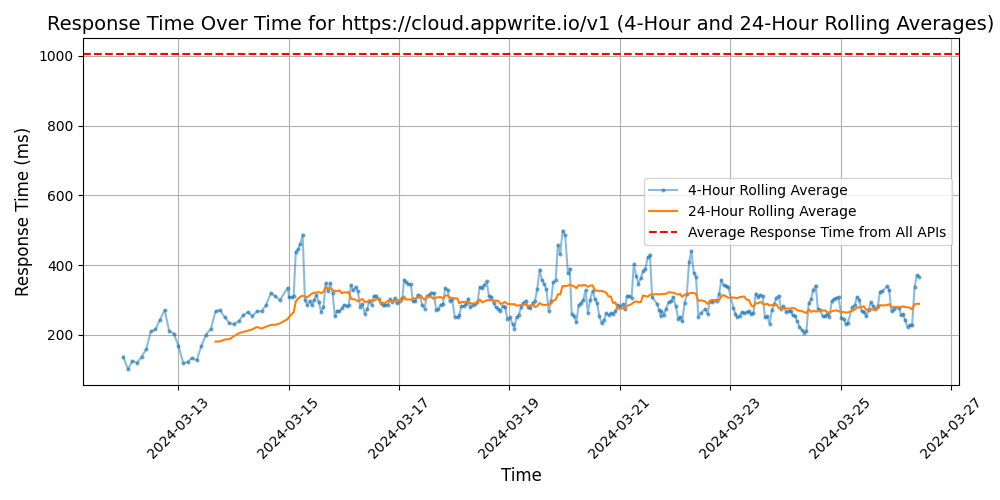 Response Time Over Time for https://cloud.appwrite.io/v1 (4-Hour and 24-Hour Rolling Averages)
Response Time (ms)
1000
800
600
400
200
4-Hour Rolling Average
24-Hour Rolling Average
Average Response Time from All APIs
2024-03-13
2024-03-15
2024-03-17
2024-03-19
2024-03-21
2024-03-23
2024-03-25
2024-03-27
Time